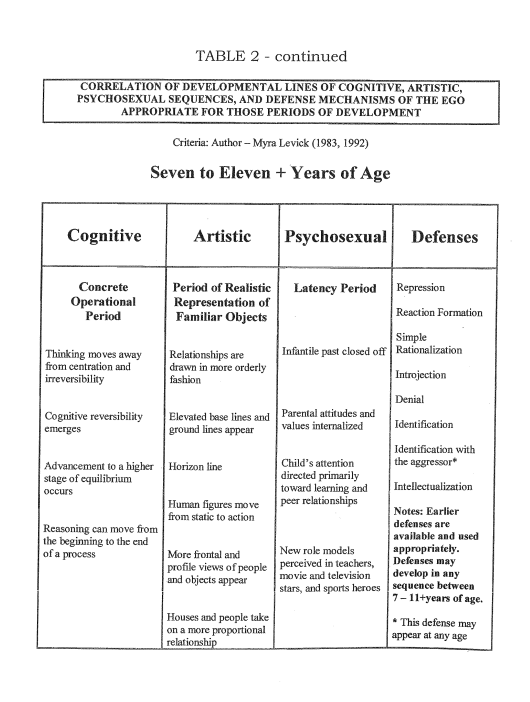 TABLE 2 - continued
CORRELATION OF DEVELOPMENTAL LINES OF COGNITIVE, ARTISTIC,
PSYCHOSEXUAL SEQUENCES, AND DEFENSE MECHANISMS OF THE EGO
APPROPRIATE FOR THOSE PERIODS OF DEVELOPMENT
Criteria: Author – Myra Levick (1983, 1992)
Seven to Eleven + Years of Age
Cognitive
Concrete
Operational
Period
Thinking moves away
from centration and
irreversibility
Cognitive reversibility
emerges
Advancement to a higher
stage of equilibrium
occurs
Reasoning can move from
the beginning to the end
of a process
Artistic
Period of Realistic
Representation of
Familiar Objects
Relationships are
drawn in more orderly
fashion
Elevated base lines and
ground lines appear
Horizon line
Human figures move
from static to action
More frontal and
profile views of people
and objects appear
Houses and people take
on a more proportional
relationship
Psychosexual
Latency Period
Infantile past closed off
Parental attitudes and
values internalized
Child's attention
directed primarily
toward learning and
peer relationships
New role models
perceived in teachers,
movie and television
stars, and sports heroes
Defenses
Repression
Reaction Formation
Simple
Rationalization
Introjection
Denial
Identification
Identification with
the aggressor*
Intellectualization
Notes: Earlier
defenses are
available and used
appropriately.
Defenses may
develop in any
sequence between
7 – 11+years of age.
* This defense may
appear at any age